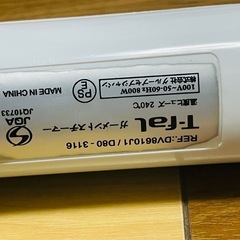 REF:DV8610J1 / D80 - 3116
T-fal ガーメントスチーマー
温度ヒューズ 240℃
100V~50-60Hz 800W
株式会社 グループセブジャパン
PS
E
MADE IN CHINA
JQA
JQ10733